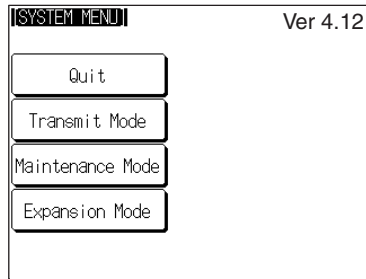 [SYSTEM MENU]
Ver 4.12
Quit
Transmit Mode
Maintenance Mode
Expansion Mode